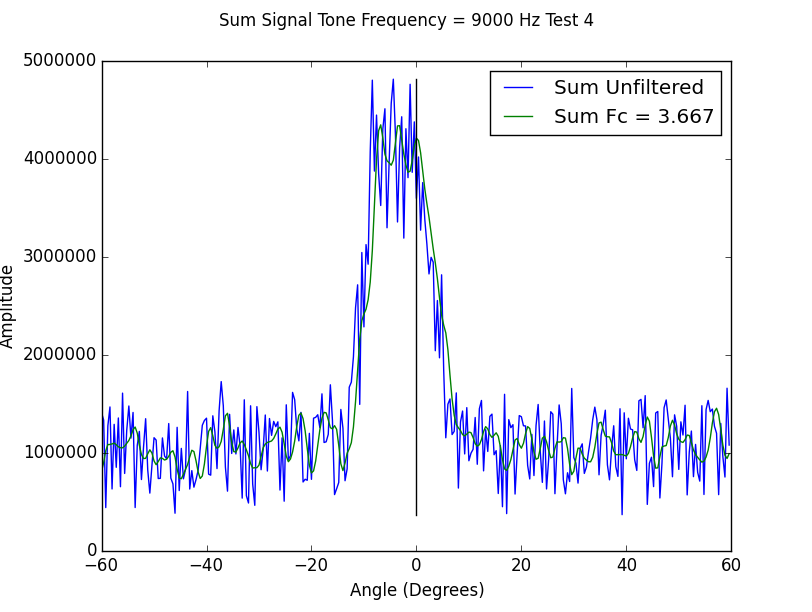 Sum Signal Tone Frequency = 9000 Hz Test 4
5000000
4000000
3000000
2000000
1000000
0
Amplitude
Sum Unfiltered
Sum Fc = 3.667
−60
−40
−20
0
20
40
60
Angle (Degrees)